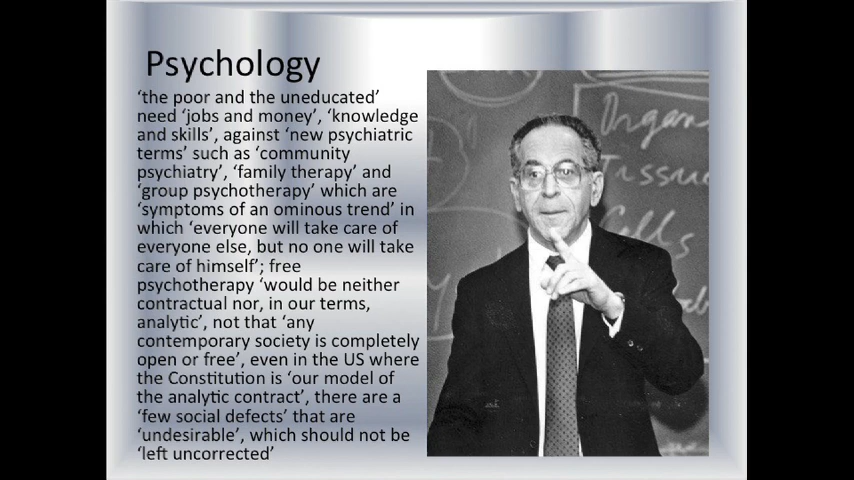 Psychology
‘the poor and the uneducated’
need ‘jobs and money’, ‘knowledge
and skills’, against ‘new psychiatric
terms’ such as ‘community
psychiatry’, ‘family therapy’ and
‘group psychotherapy’ which are
‘symptoms of an ominous trend’ in
which ‘everyone will take care of
everyone else, but no one will take
care of himself’; free
psychotherapy ‘would be neither
contractual nor, in our terms,
analytic’, not that ‘any
contemporary society is completely
open or free’, even in the US where
the Constitution is ‘our model of
the analytic contract’, there are a
‘few social defects’ that are
‘undesirable’, which should not be
‘left uncorrected’
Organ
Tissue
Cells